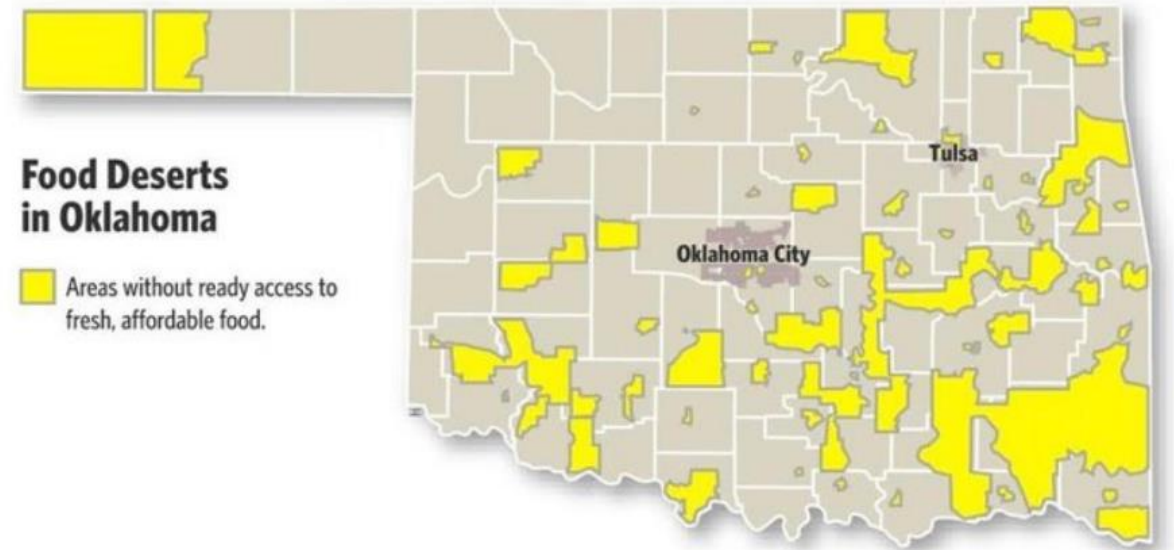 Food Deserts
in Oklahoma
Areas without ready access to
fresh, affordable food.
Tulsa
Oklahoma City